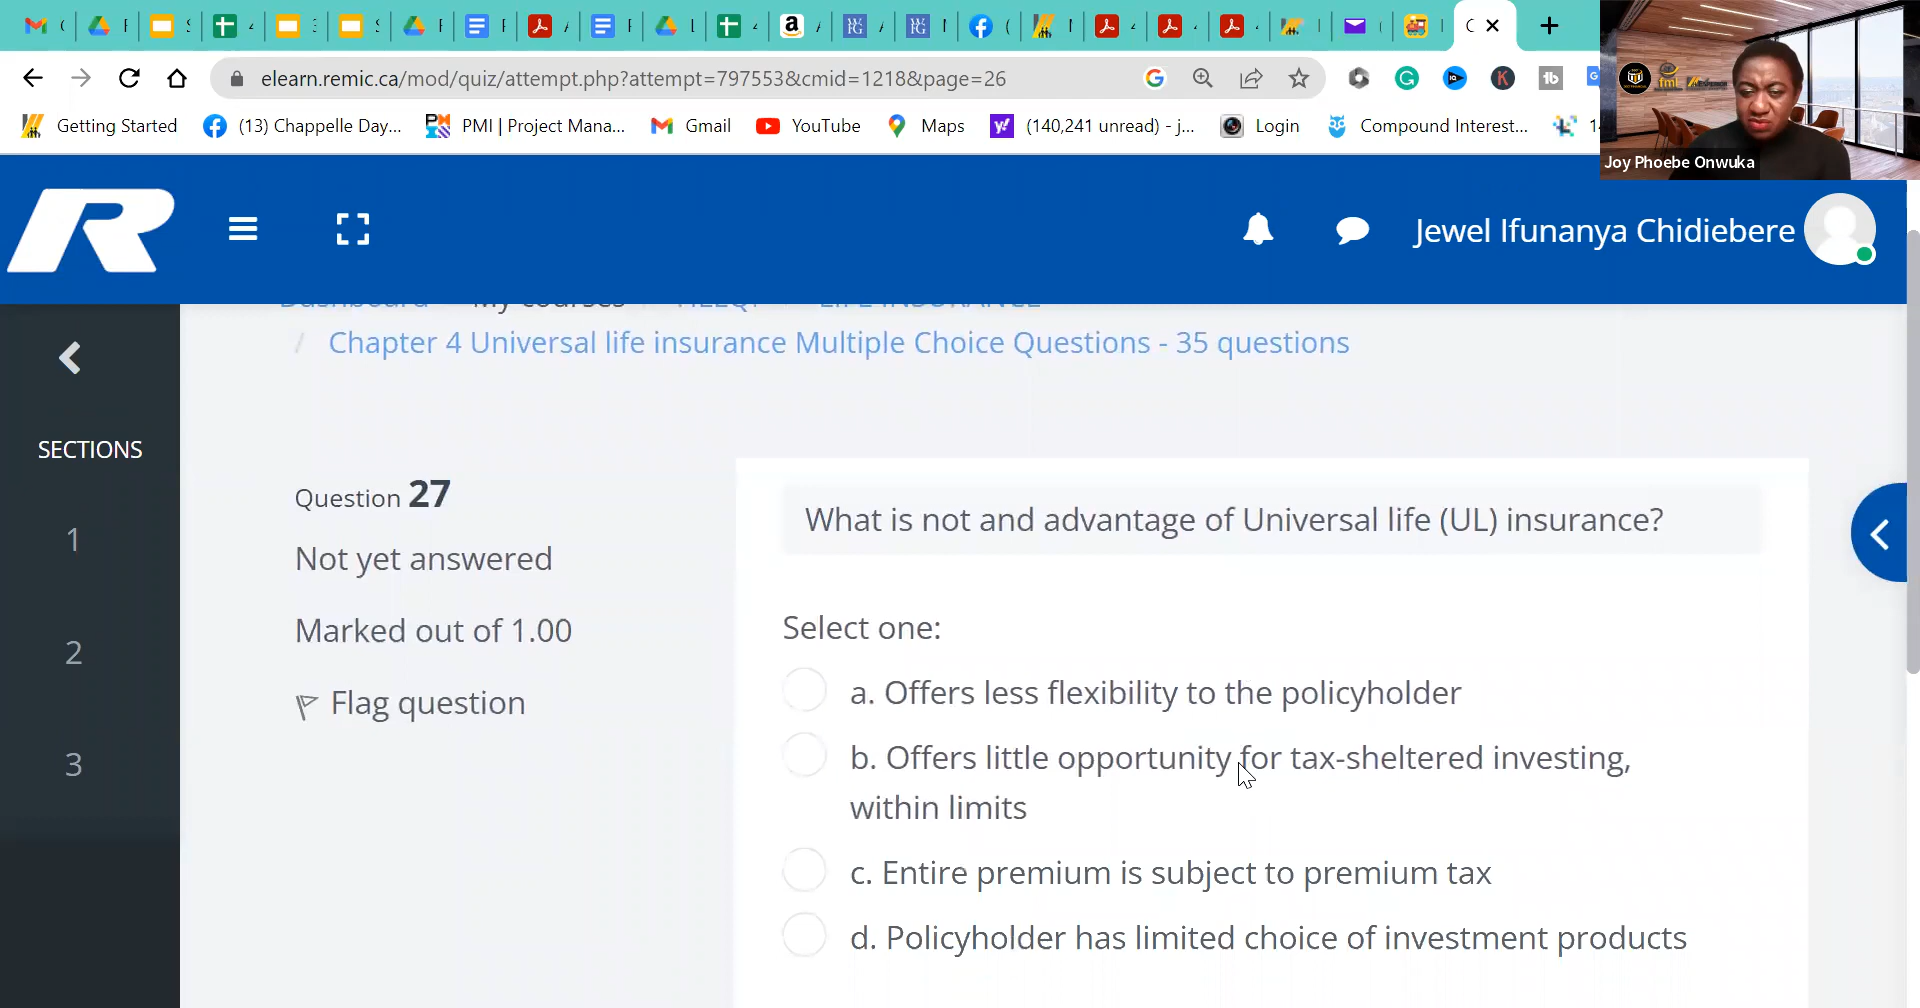 elearn.remic.ca/mod/quiz/attempt.php?attempt=797553&cmid=1218&page=26
Getting Started (13) Chappelle Day... PMI | Project Mana... Gmail YouTube Maps (140,241 unread) - j... Login Compound Interest...
Joy Phoebe Onwuka
Jewel Ifunanya Chidiebere
/ Chapter 4 Universal life insurance Multiple Choice Questions - 35 questions
SECTIONS
1
2
3
Question 27
Not yet answered
Marked out of 1.00
Flag question
What is not and advantage of Universal life (UL) insurance?
Select one:
a. Offers less flexibility to the policyholder
b. Offers little opportunity for tax-sheltered investing,
within limits
c. Entire premium is subject to premium tax
d. Policyholder has limited choice of investment products